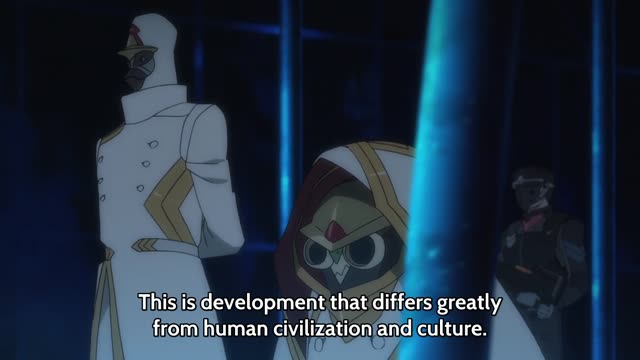 This is development that differs greatly
from human civilization and culture.